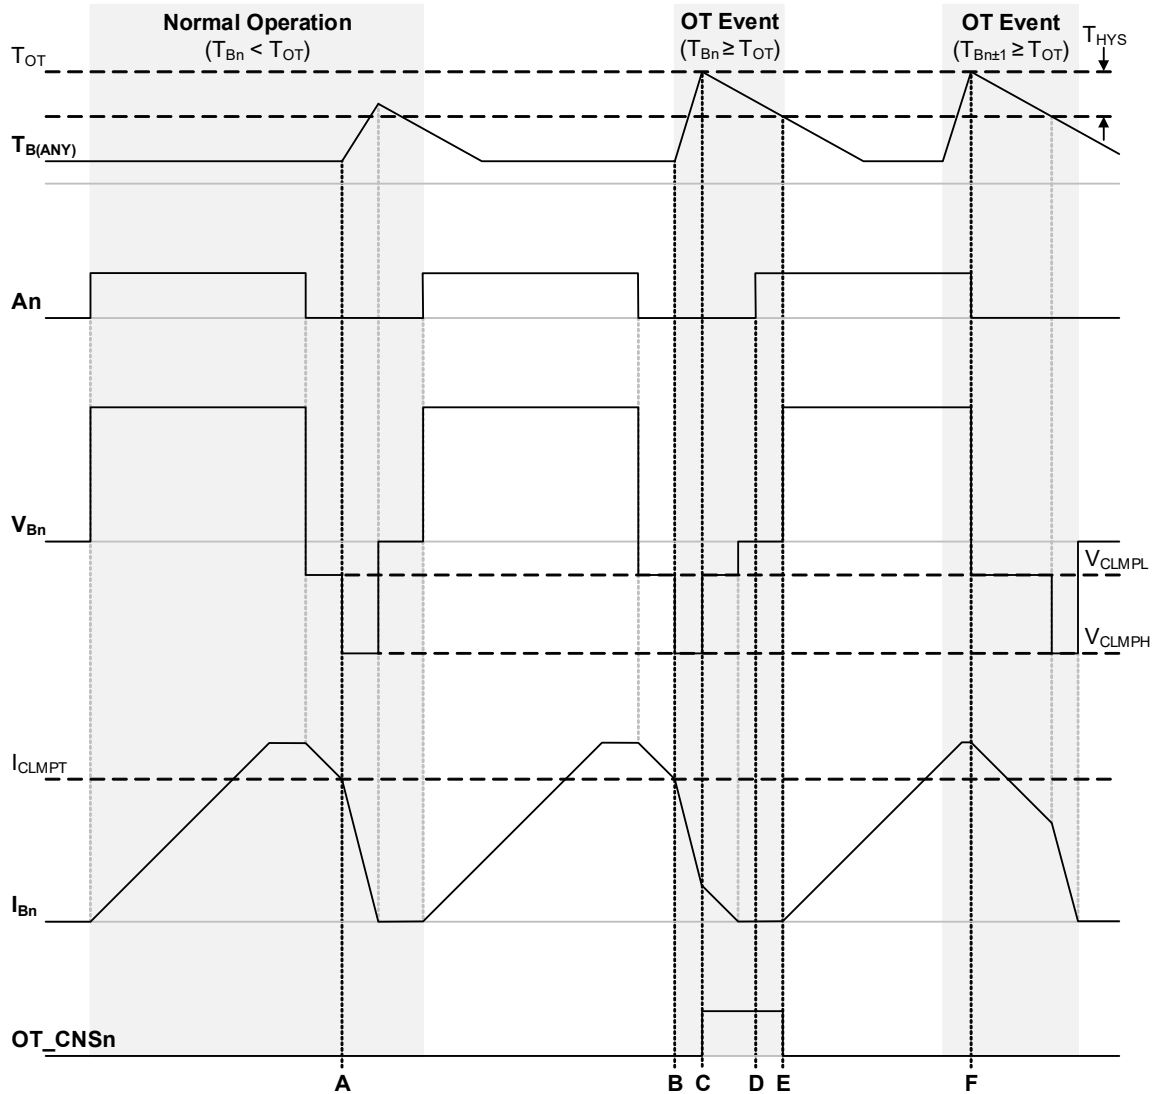 Normal Operation
(TBn < TOT)
OT Event
(TBn ≥ TOT)
OT Event
(TBn±1 ≥ TOT)
THYS
TOT
TB(ANY)
An
VBn
VCLMPL
VCLMPH
ICLMPT
IBn
OT_CNSn
A B C D E F